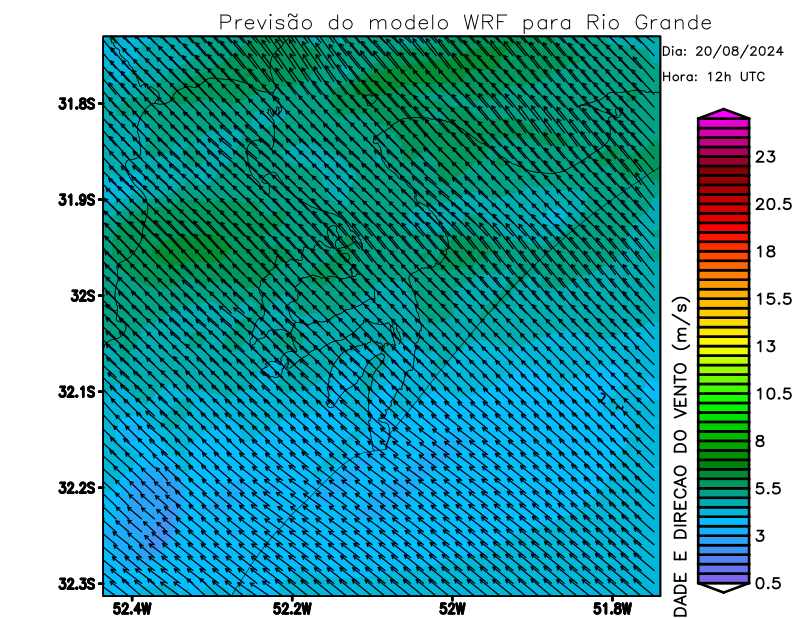 Previsão do modelo WRF para Rio Grande
Dia: 20/08/2024
Hora: 12h UTC
31.8S
31.9S
32S
32.1S
32.2S
32.3S
52.4W
52.2W
52W
51.8W
23
20.5
18
15.5
13
10.5
8
5.5
3
0.5
DADE E DIRECAO DO VENTO (m/s)